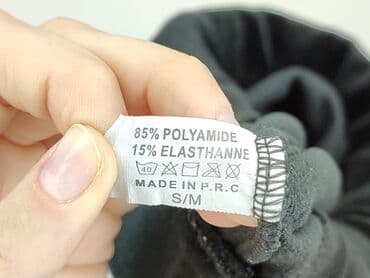 85% POLYAMIDE
15% ELASTHANNE
40
MADE IN P.R.C
S/M